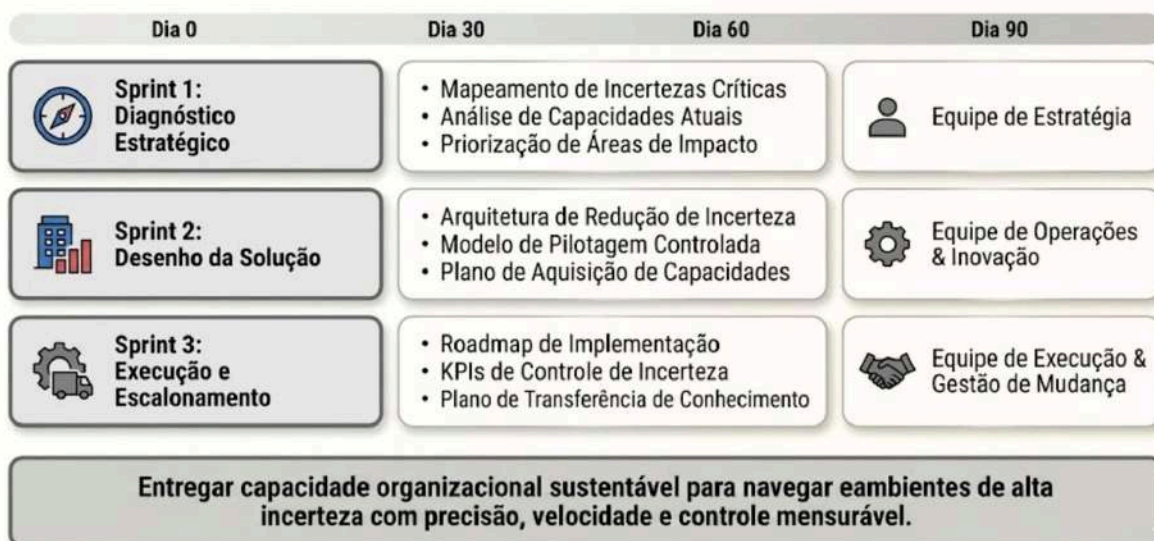 Dia 0 Dia 30 Dia 60 Dia 90
Sprint 1:
Diagnóstico
Estratégico
• Mapeamento de Incertezas Críticas
• Análise de Capacidades Atuais
• Priorização de Áreas de Impacto
Equipe de Estratégia
Sprint 2:
Desenho da Solução
• Arquitetura de Redução de Incerteza
• Modelo de Pilotagem Controlada
• Plano de Aquisição de Capacidades
Equipe de Operações
& Inovação
Sprint 3:
Execução e
Escalonamento
• Roadmap de Implementação
• KPIs de Controle de Incerteza
• Plano de Transferência de Conhecimento
Equipe de Execução &
Gestão de Mudança
Entregar capacidade organizacional sustentável para navegar eambientes de alta
incerteza com precisão, velocidade e controle mensurável.